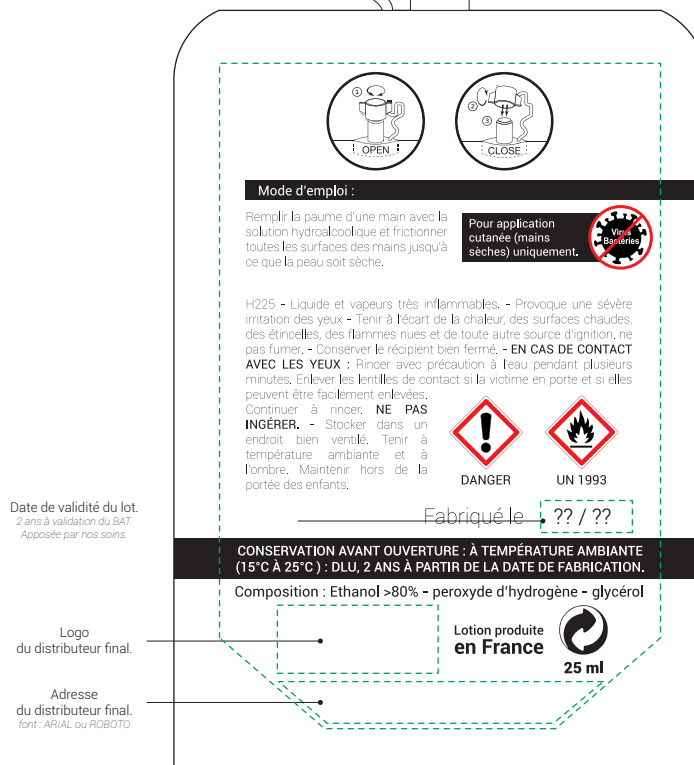 ①
OPEN
②
③
CLOSE
Mode d'emploi :
Remplir la paume d'une main avec la
solution hydroalcoolique et frictionner
toutes les surfaces des mains jusqu'à
ce que la peau soit sèche.
Pour application
cutanée (mains
sèches) uniquement.
Virus
Bactéries
H225 - Liquide et vapeurs très inflammables. - Provoque une sévère
irritation des yeux - Tenir à l'écart de la chaleur, des surfaces chaudes,
des étincelles, des flammes nues et de toute autre source d'ignition. ne
pas fumer. - Conserver le récipient bien fermé. - EN CAS DE CONTACT
AVEC LES YEUX : Rincer avec précaution à l'eau pendant plusieurs
minutes. Enlever les lentilles de contact si la victime en porte et si elles
peuvent être facilement enlevées.
Continuer à rincer. NE PAS
INGÉRER. - Stocker dans un
endroit bien ventilé. Tenir à
température ambiante et à
l'ombre. Maintenir hors de la
portée des enfants.
DANGER
UN 1993
Date de validité du lot.
2 ans à validation du BAT.
Apposée par nos soins.
Fabriqué le ?? / ??
CONSERVATION AVANT OUVERTURE : À TEMPÉRATURE AMBIANTE
(15°C À 25°C ) : DLU, 2 ANS À PARTIR DE LA DATE DE FABRICATION.
Composition : Ethanol >80% - peroxyde d'hydrogène - glycérol
Logo
du distributeur final.
Lotion produite
en France
25 ml
Adresse
du distributeur final.
font : ARIAL ou ROBOTO